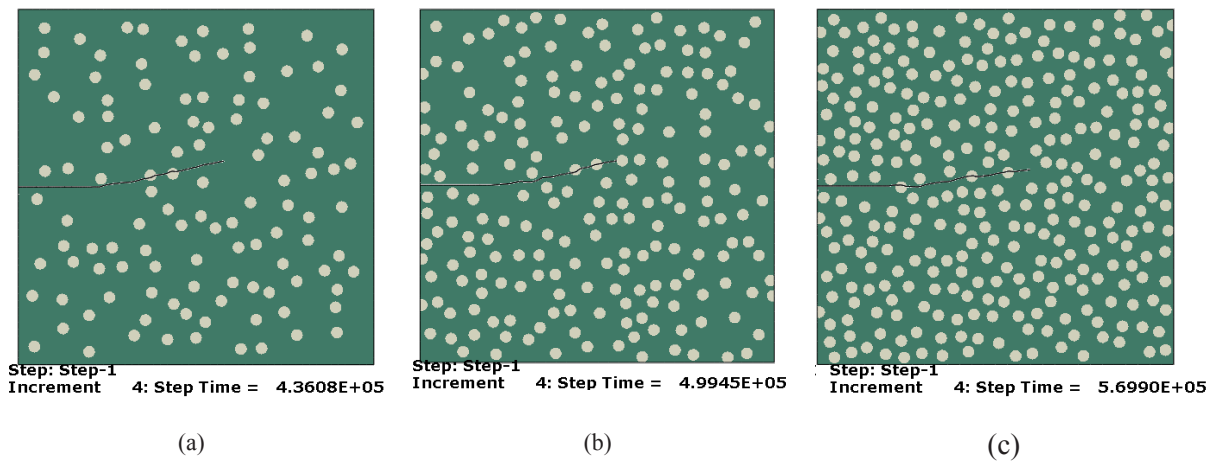 Step: Step-1
Increment 4: Step Time = 4.3608E+05
(a)
Step: Step-1
Increment 4: Step Time = 4.9945E+05
(b)
Step: Step-1
Increment 4: Step Time = 5.6990E+05
(c)